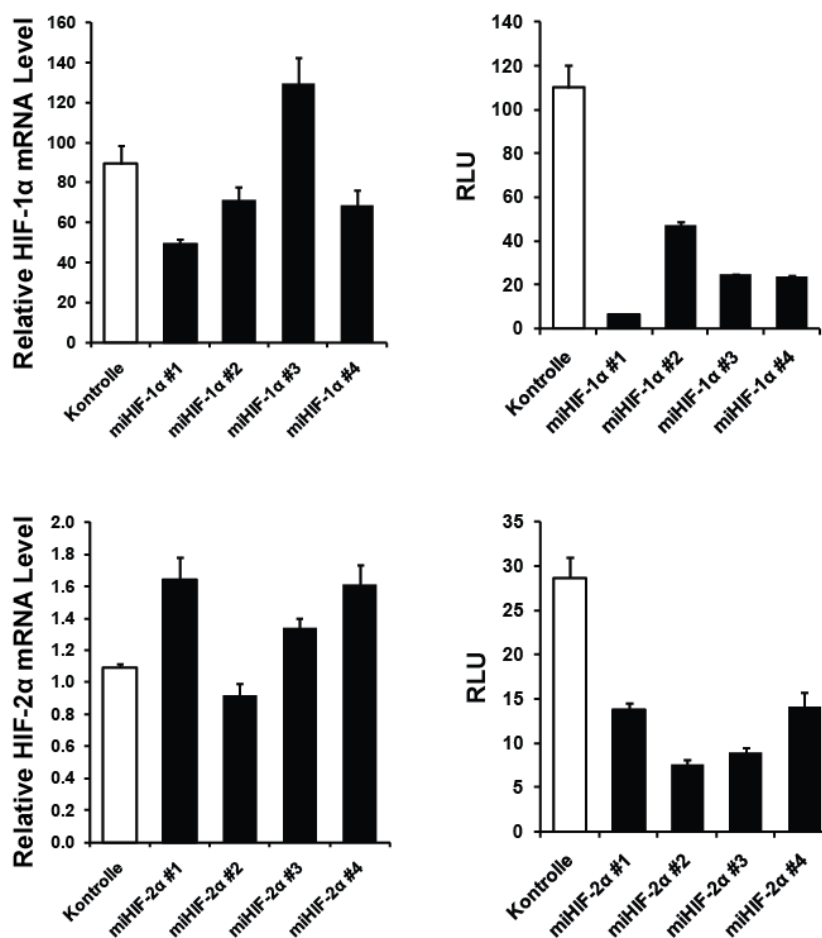 Relative HIF-1α mRNA Level
160
140
120
100
80
60
40
20
0
Kontrolle
miHIF-1α #1
miHIF-1α #2
miHIF-1α #3
miHIF-1α #4
RLU
140
120
100
80
60
40
20
0
Kontrolle
miHIF-1α #1
miHIF-1α #2
miHIF-1α #3
miHIF-1α #4
Relative HIF-2α mRNA Level
2.0
1.8
1.6
1.4
1.2
1.0
0.8
0.6
0.4
0.2
0.0
Kontrolle
miHIF-2α #1
miHIF-2α #2
miHIF-2α #3
miHIF-2α #4
RLU
35
30
25
20
15
10
5
0
Kontrolle
miHIF-2α #1
miHIF-2α #2
miHIF-2α #3
miHIF-2α #4